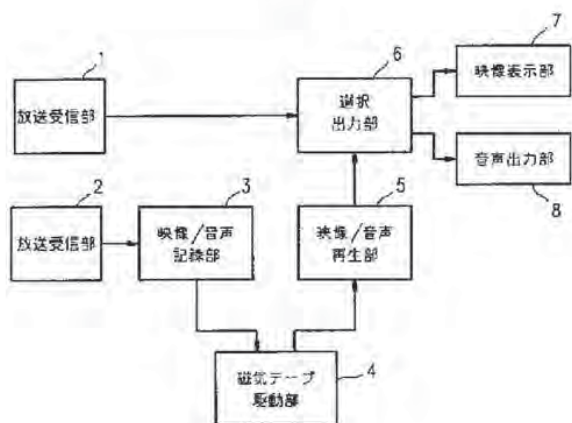 1
放送受信部
6
選択
出力部
7
映像表示部
音声出力部
8
2
放送受信部
3
映像/音声
記録部
5
映像/音声
再生部
磁気テープ
駆動部
4